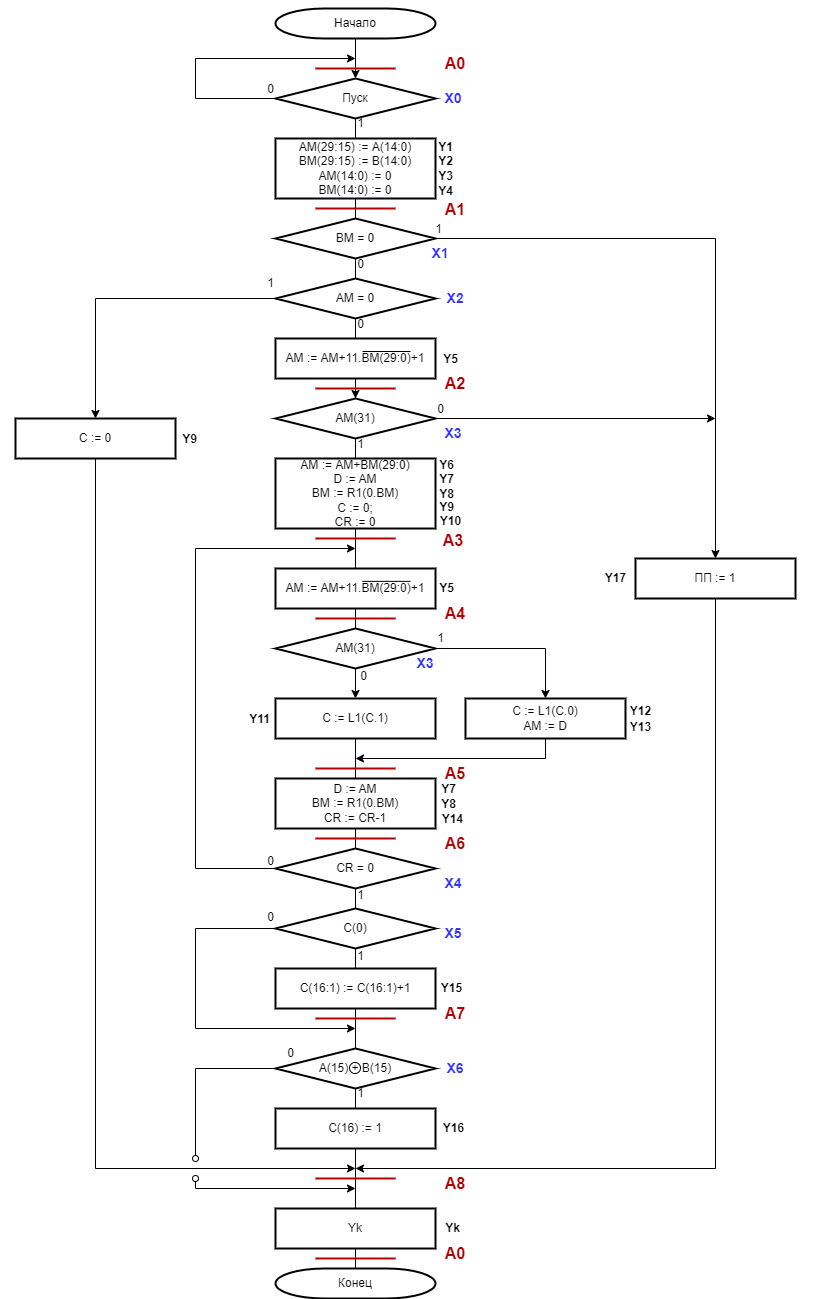 Начало
A0
0
Пуск
X0
1
AM(29:15) := A(14:0) Y1
BM(29:15) := B(14:0) Y2
AM(14:0) := 0 Y3
BM(14:0) := 0 Y4
A1
1
BM = 0
X1
0
1
AM = 0
X2
0
AM := AM+11.BM(29:0)+1 Y5
A2
0
AM(31)
X3
1
C := 0 Y9
AM := AM+BM(29:0) Y6
D := AM Y7
BM := R1(0.BM) Y8
C := 0; Y9
CR := 0 Y10
A3
Y17 ПП := 1
AM := AM+11.BM(29:0)+1 Y5
A4
1
AM(31)
X3
0
Y11 C := L1(C.1)
C := L1(C.0) Y12
AM := D Y13
A5
D := AM Y7
BM := R1(0.BM) Y8
CR := CR-1 Y14
A6
0
CR = 0
X4
1
0
C(0)
X5
1
C(16:1) := C(16:1)+1 Y15
A7
0
A(15)⊕B(15)
X6
1
C(16) := 1 Y16
A8
Yk Yk
A0
Конец